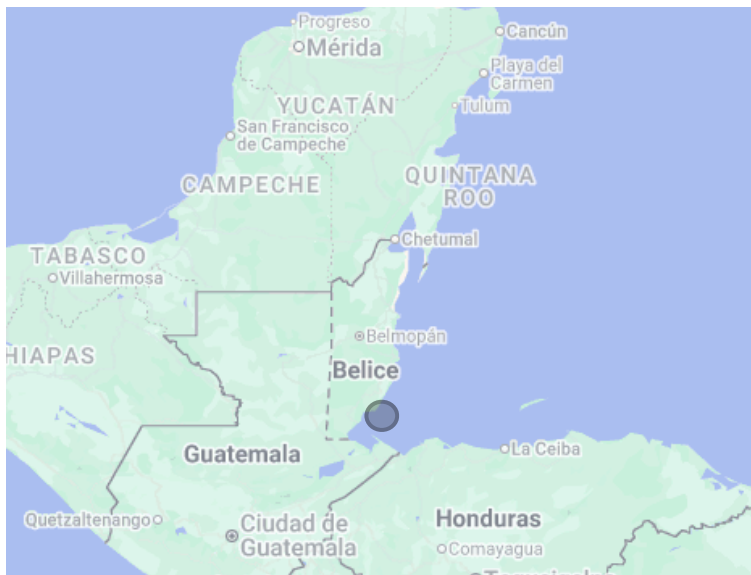 Progreso
Mérida
Cancún
Playa del
Carmen
YUCATÁN
Tulum
San Francisco
de Campeche
QUINTANA
ROO
CAMPECHE
Chetumal
TABASCO
Villahermosa
Belmopán
HIAPAS
Belice
Guatemala
La Ceiba
Quetzaltenango
Ciudad de
Guatemala
Honduras
Comayagua